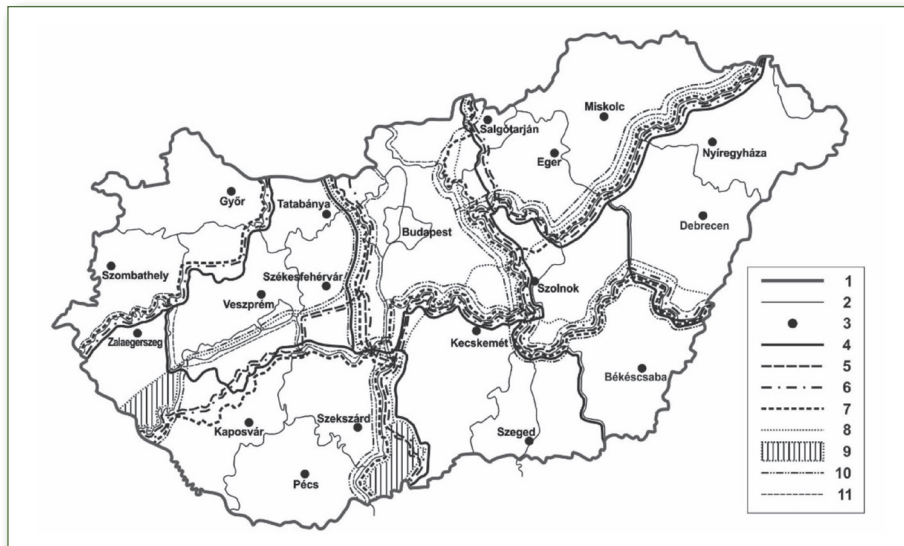 Miskolc
Salgótarján
Eger
Nyíregyháza
Győr
Tatabánya
Budapest
Debrecen
Szombathely
Székesfehérvár
Veszprém
Szolnok
Zalaegerszeg
Kecskemét
Békéscsaba
Kaposvár
Szekszárd
Szeged
Pécs
1
2
3
4
5
6
7
8
9
10
11